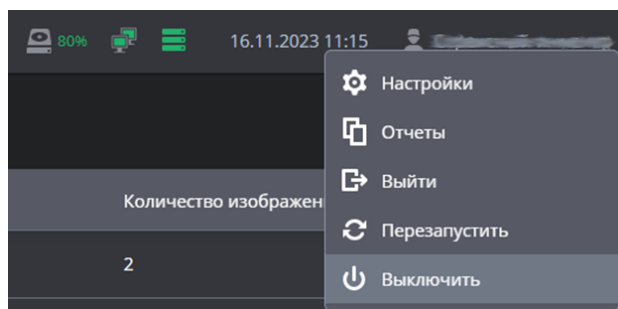 80%
16.11.2023 11:15
Настройки
Отчеты
Количество изображен
Выйти
Перезапустить
2
Выключить